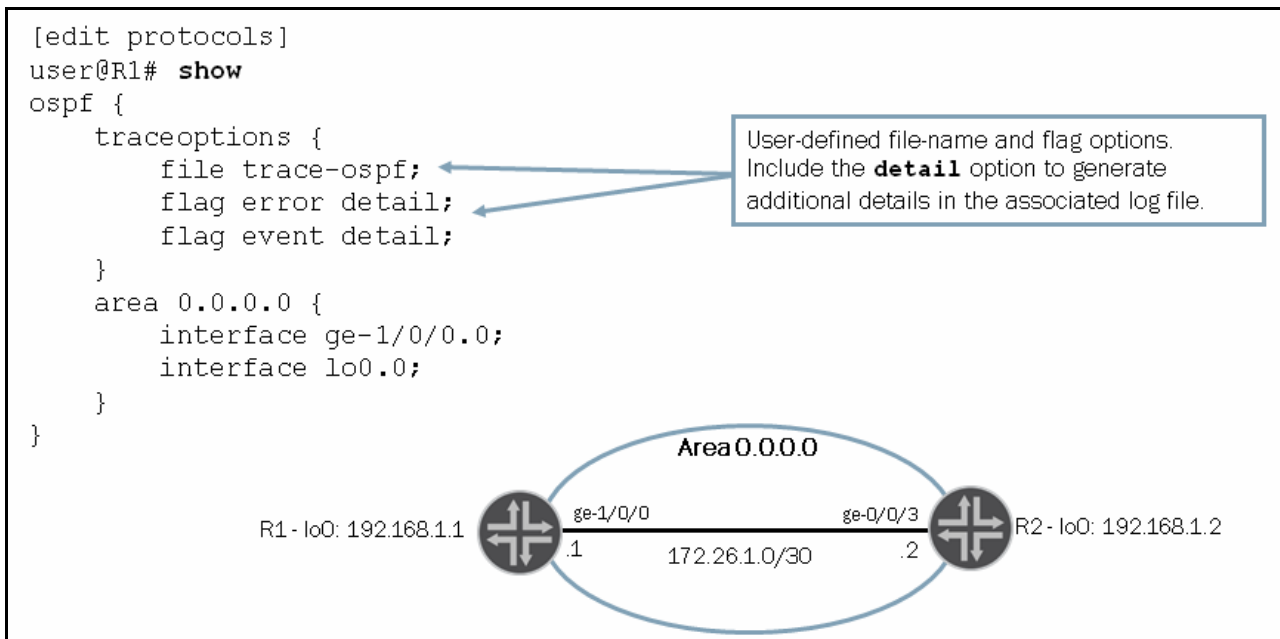 [edit protocols]
user@R1# show
ospf {
    traceoptions {
        file trace-ospf;
        flag error detail;
        flag event detail;
    }
    area 0.0.0.0 {
        interface ge-1/0/0.0;
        interface lo0.0;
    }
}
User-defined file-name and flag options.
Include the detail option to generate
additional details in the associated log file.
Area 0.0.0.0
R1 - lo0: 192.168.1.1
ge-1/0/0
ge-0/0/3
R2 - lo0: 192.168.1.2
.1
172.26.1.0/30
.2